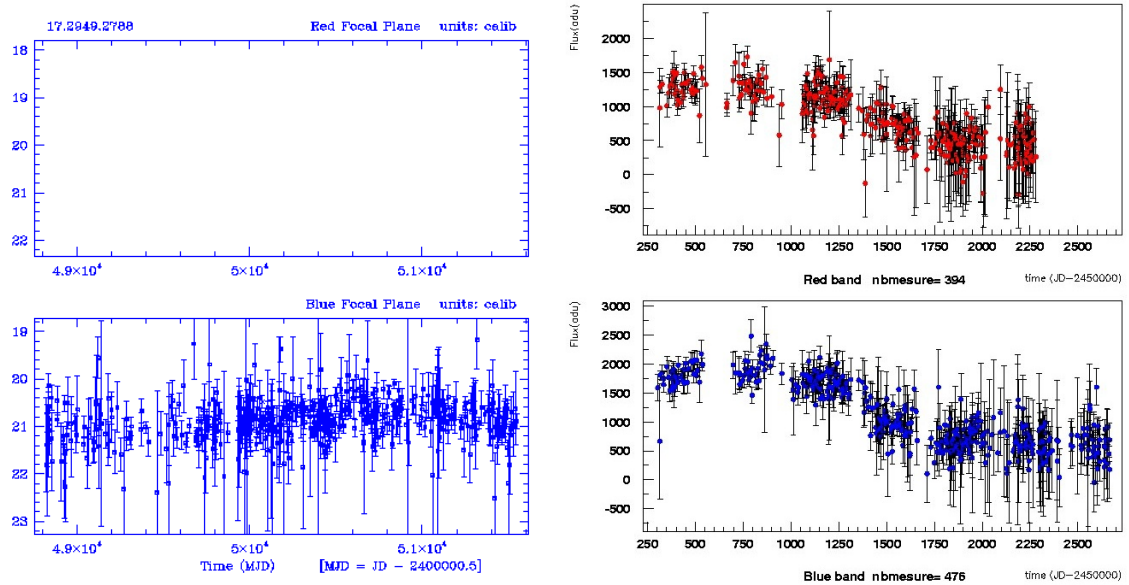 17.2949.2788 Red Focal Plane units: calib
18
19
20
21
22
4.9×10⁴ 5×10⁴ 5.1×10⁴
Blue Focal Plane units: calib
19
20
21
22
23
4.9×10⁴ 5×10⁴ 5.1×10⁴
Time (MJD) [MJD = JD − 2400000.5]
Flux(adu)
2000
1500
1000
500
0
-500
250 500 750 1000 1250 1500 1750 2000 2250 2500
Red band nbmesure= 394 time (JD-2450000)
Flux(adu)
3000
2500
2000
1500
1000
500
0
-500
250 500 750 1000 1250 1500 1750 2000 2250 2500
Blue band nbmesure= 476 time (JD-2450000)